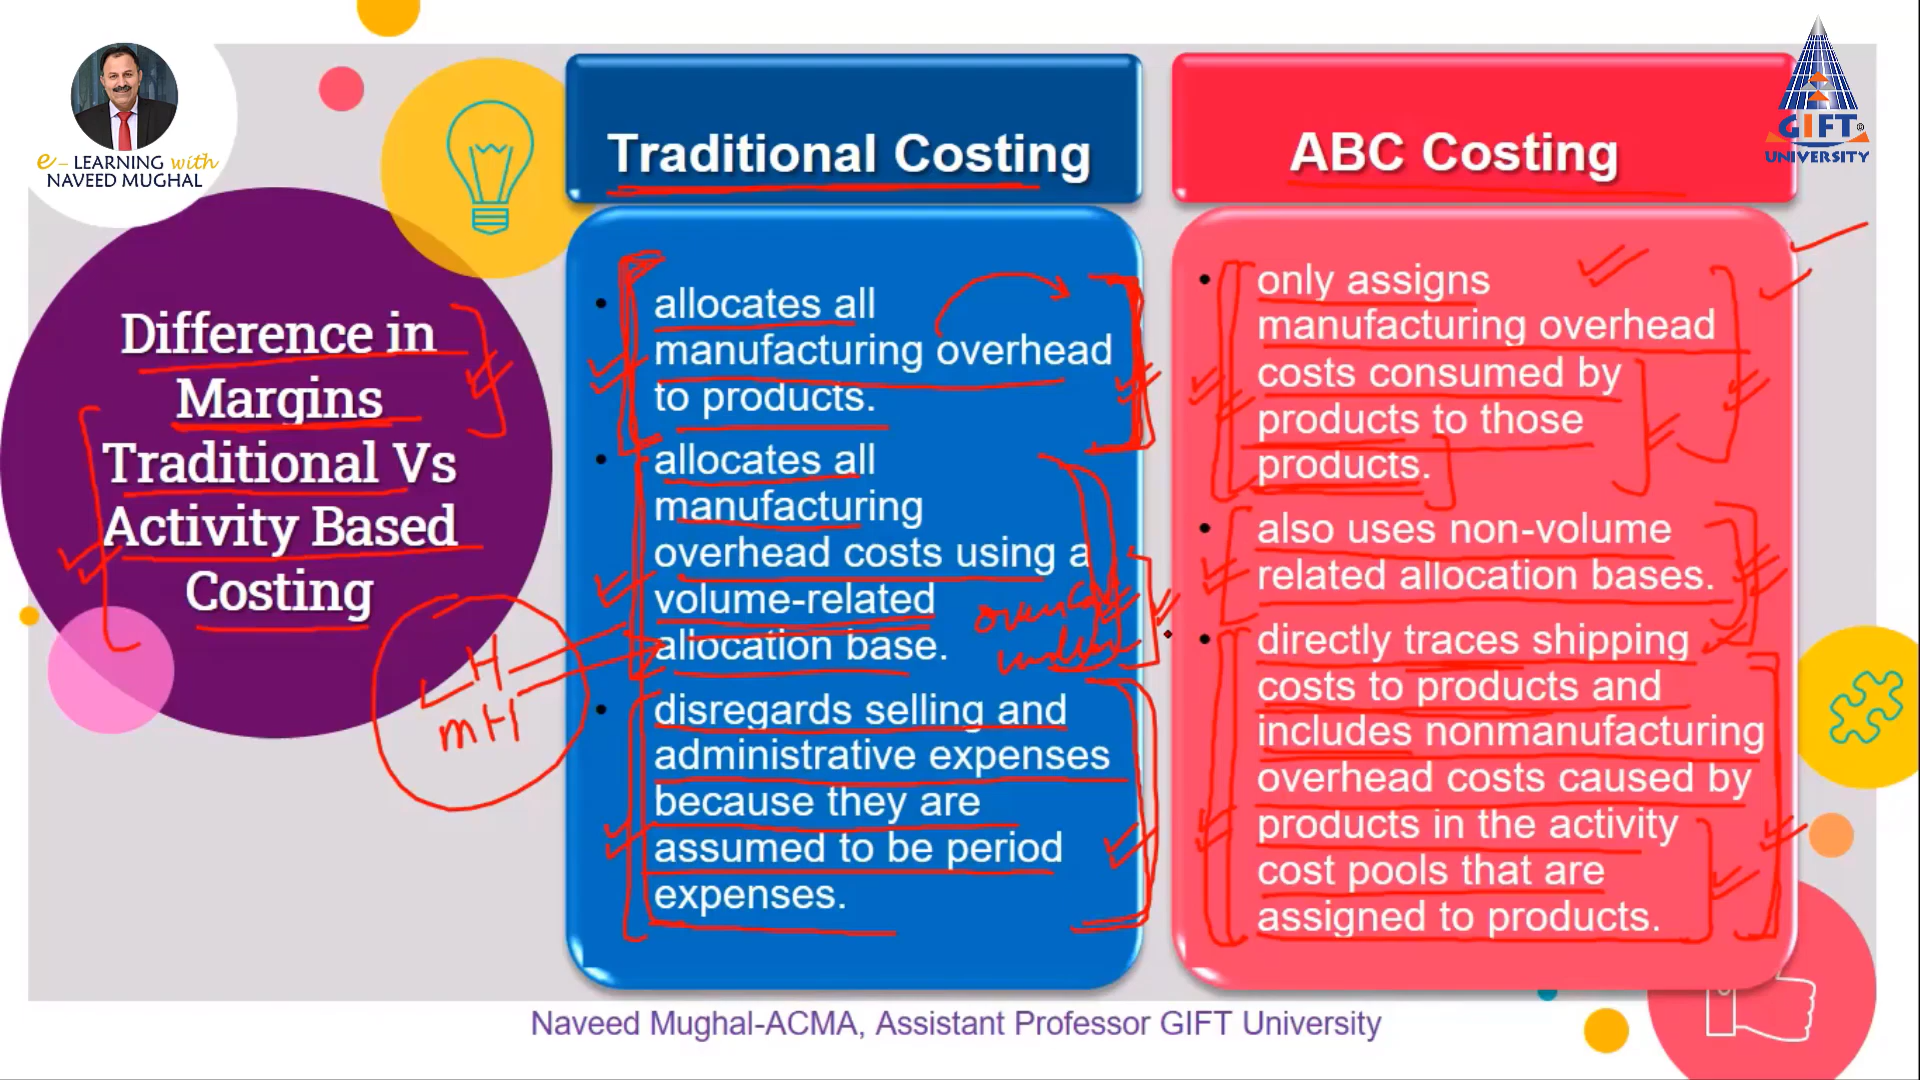 e- LEARNING with
NAVEED MUGHAL
GIFT®
UNIVERSITY
Difference in
Margins
Traditional Vs
Activity Based
Costing
Traditional Costing
• allocates all
manufacturing overhead
to products.
• allocates all
manufacturing
overhead costs using a
volume-related
allocation base.
• disregards selling and
administrative expenses
because they are
assumed to be period
expenses.
LH
mH
ABC Costing
• only assigns
manufacturing overhead
costs consumed by
products to those
products.
• also uses non-volume
related allocation bases.
• directly traces shipping
costs to products and
includes nonmanufacturing
overhead costs caused by
products in the activity
cost pools that are
assigned to products.
Naveed Mughal-ACMA, Assistant Professor GIFT University